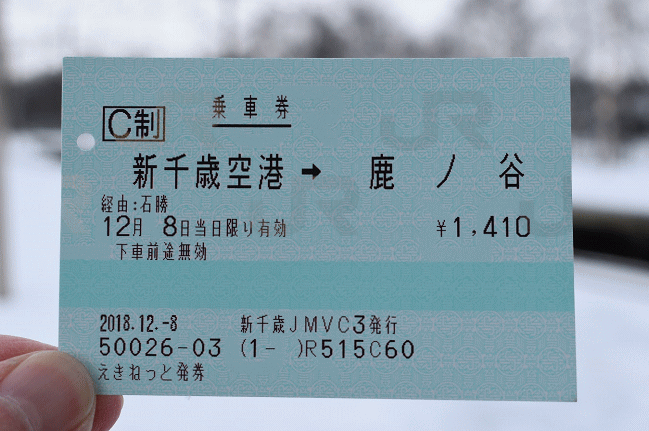 乗車券
C制
新千歳空港 → 鹿ノ谷
経由:石勝
12月 8日当日限り有効 ¥1,410
下車前途無効
2018.12.-8 新千歳JMVC3発行
50026-03 (1- )R515C60
えきねっと発券